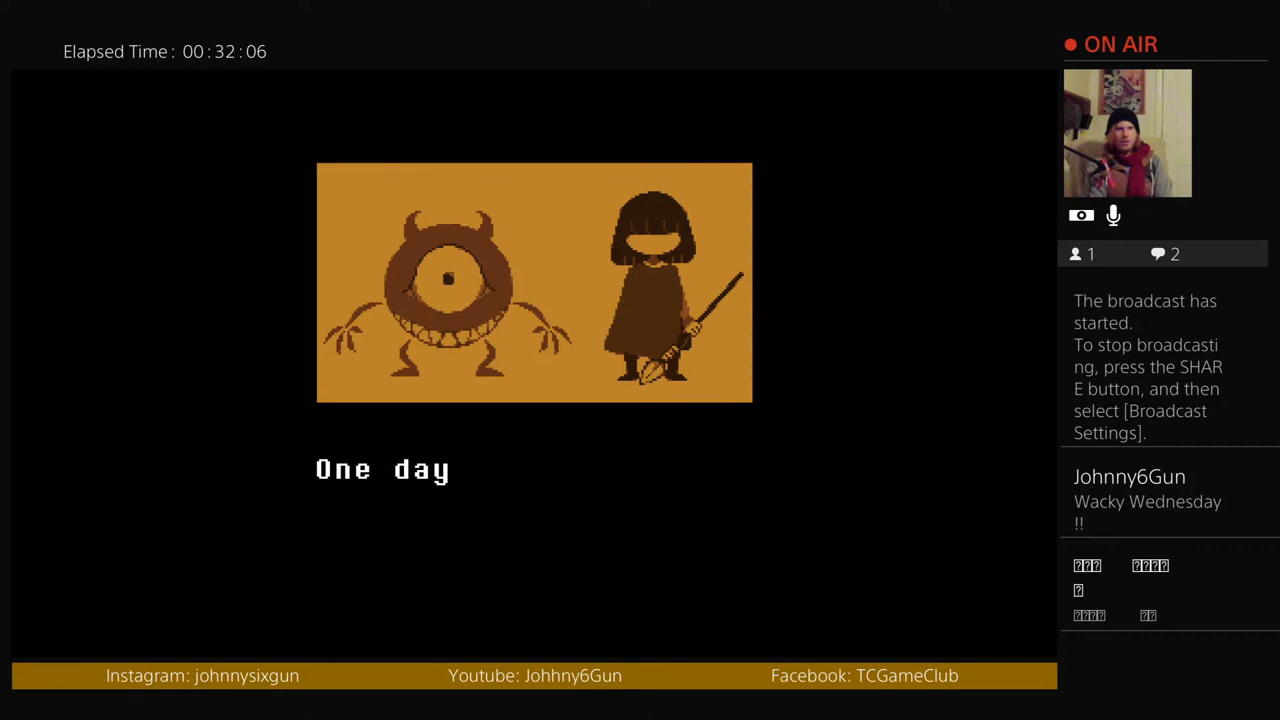 Elapsed Time: 00:32:06
ON AIR
1 2
The broadcast has
started.
To stop broadcasti
ng, press the SHAR
E button, and then
select [Broadcast
Settings].
Johnny6Gun
Wacky Wednesday
!!
One day
Instagram: johnnysixgun Youtube: Johhny6Gun Facebook: TCGameClub